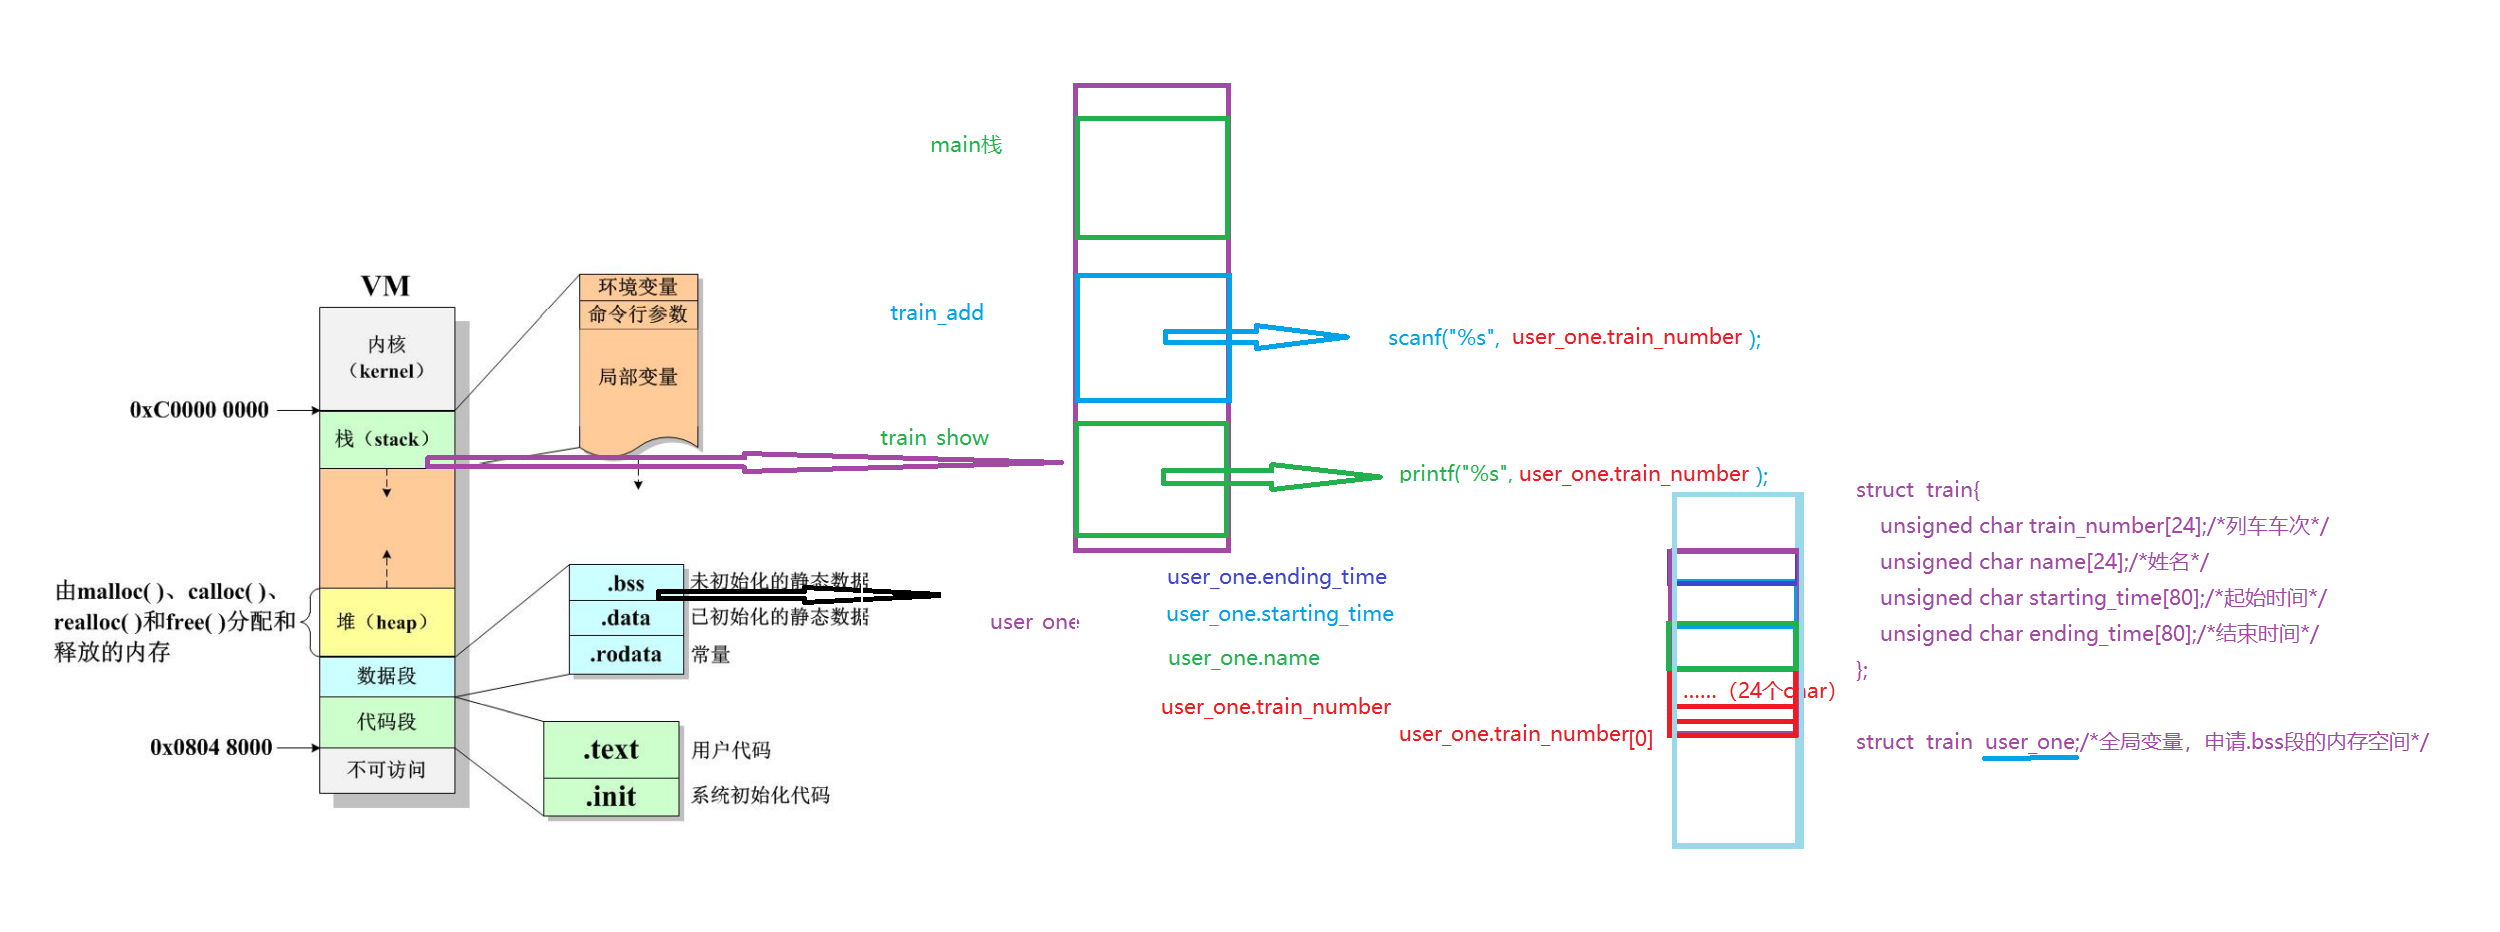 VM
内核
（kernel）
0xC0000 0000
栈（stack）
环境变量
命令行参数
局部变量
由malloc( )、calloc( )、
realloc( )和free( )分配和
释放的内存
堆（heap）
数据段
代码段
0x0804 8000
不可访问
.bss
未初始化的静态数据
.data
已初始化的静态数据
.rodata
常量
.text
用户代码
.init
系统初始化代码
main栈
train_add
train show
scanf("%s", user_one.train_number );
printf("%s", user_one.train_number );
user one
user_one.ending_time
user_one.starting_time
user_one.name
user_one.train_number
user_one.train_number[0]
......（24个char）
struct train{
unsigned char train_number[24];/*列车车次*/
unsigned char name[24];/*姓名*/
unsigned char starting_time[80];/*起始时间*/
unsigned char ending_time[80];/*结束时间*/
};
struct train user_one;/*全局变量，申请.bss段的内存空间*/